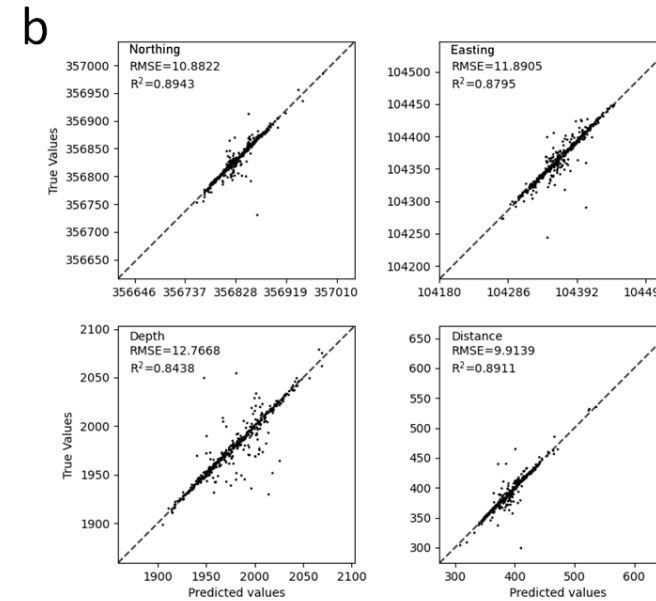 b
Northing
RMSE=10.8822
R²=0.8943
357000
356950
356900
356850
356800
356750
356700
356650
True Values
356646 356737 356828 356919 357010
Easting
RMSE=11.8905
R²=0.8795
104500
104450
104400
104350
104300
104250
104200
104180 104286 104392 1049
Depth
RMSE=12.7668
R²=0.8438
2100
2050
2000
1950
1900
True Values
1900 1950 2000 2050 2100
Predicted values
Distance
RMSE=9.9139
R²=0.8911
650
600
550
500
450
400
350
300
300 400 500 600
Predicted values